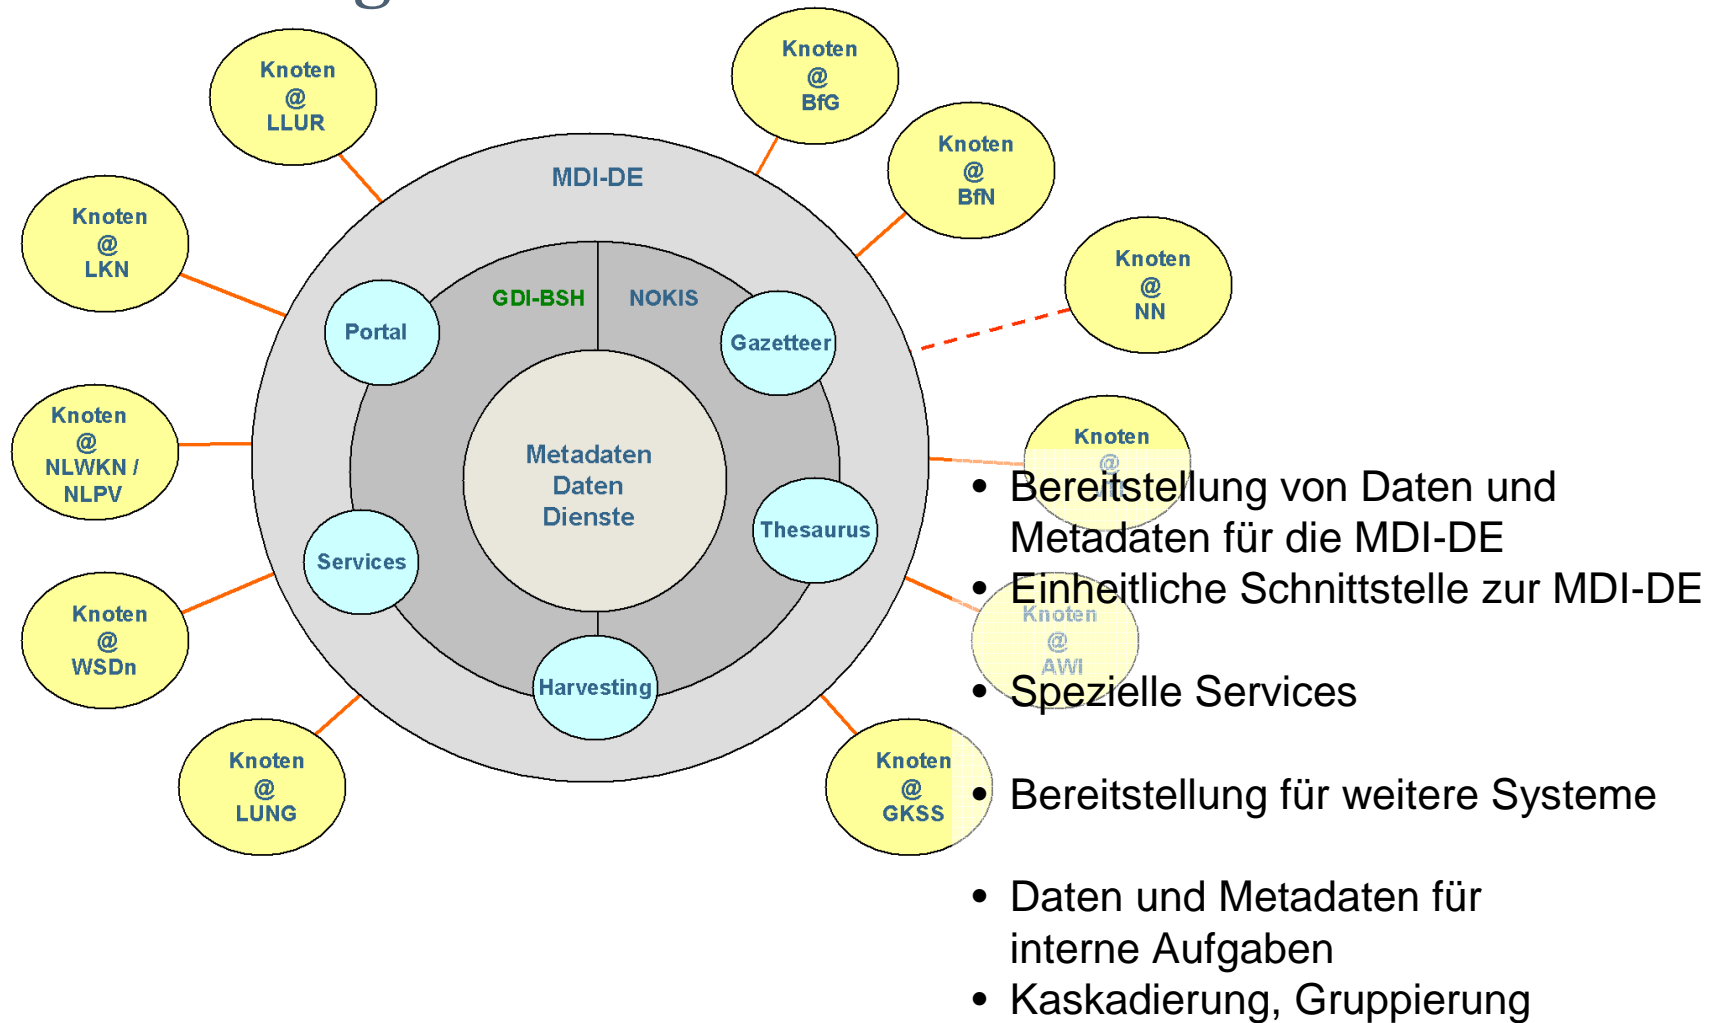 Knoten
@
LLUR
Knoten
@
BfG
Knoten
@
BfN
Knoten
@
LKN
Knoten
@
NN
MDI-DE
GDI-BSH
NOKIS
Portal
Gazetteer
Metadaten
Daten
Dienste
Services
Thesaurus
Harvesting
Knoten
@
NLWKN /
NLPV
Knoten
@
WSDn
Knoten
@
LUNG
Knoten
@
Knoten
@
AWI
Knoten
@
GKSS
• Bereitstellung von Daten und
Metadaten für die MDI-DE
• Einheitliche Schnittstelle zur MDI-DE
• Spezielle Services
• Bereitstellung für weitere Systeme
• Daten und Metadaten für
interne Aufgaben
• Kaskadierung, Gruppierung